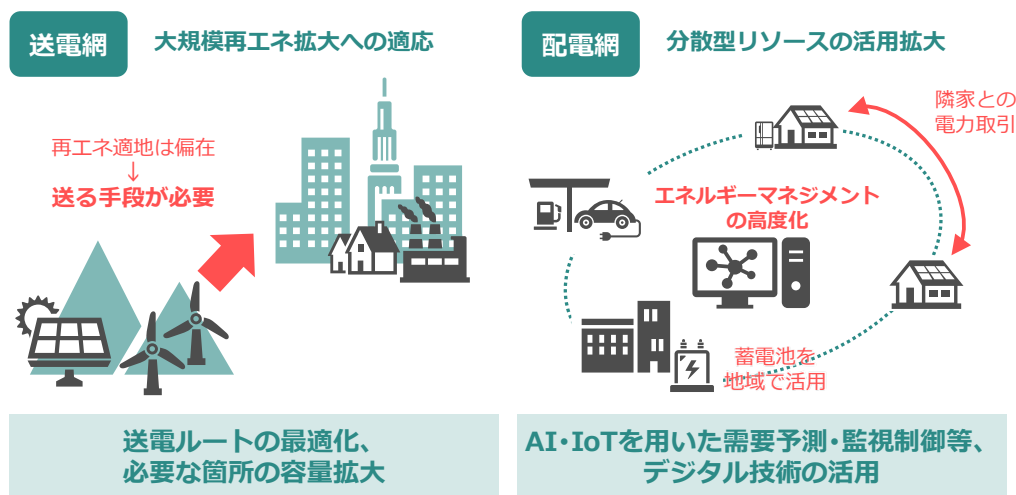 送電網
大規模再エネ拡大への適応
再エネ適地は偏在
↓
送る手段が必要
送電ルートの最適化、
必要な箇所の容量拡大
配電網
分散型リソースの活用拡大
隣家との
電力取引
エネルギーマネジメント
の高度化
蓄電池を
地域で活用
AI・IoTを用いた需要予測・監視制御等、
デジタル技術の活用